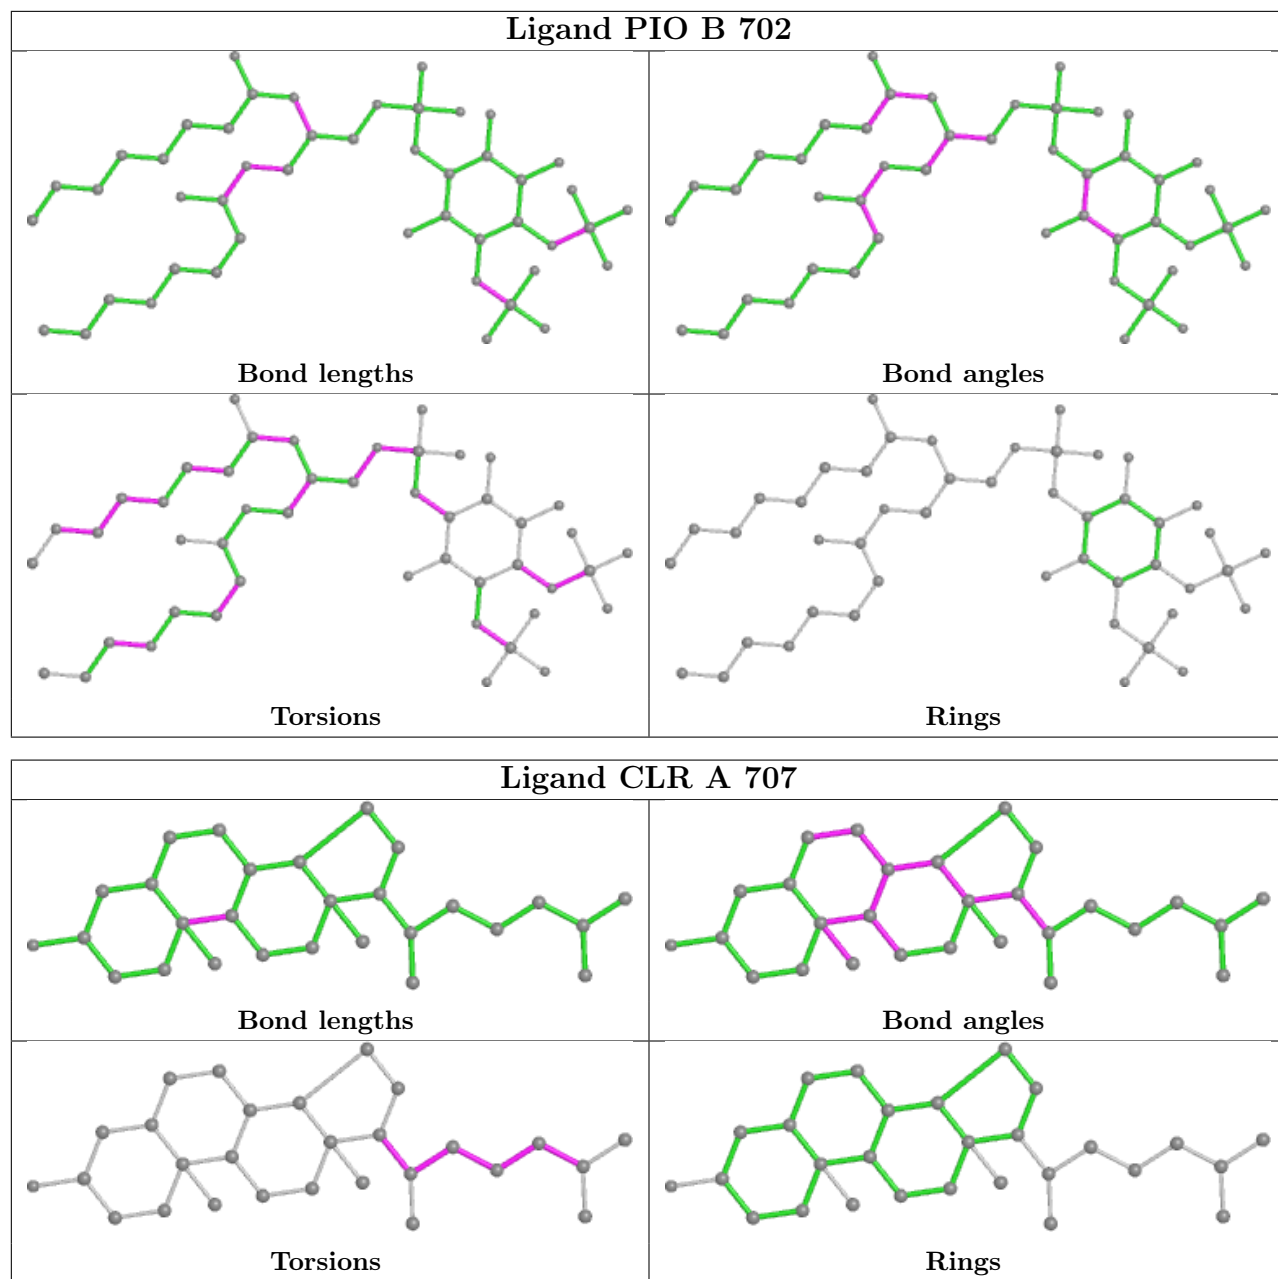 Ligand PIO B 702
Bond lengths
Bond angles
Torsions
Rings
Ligand CLR A 707
Bond lengths
Bond angles
Torsions
Rings